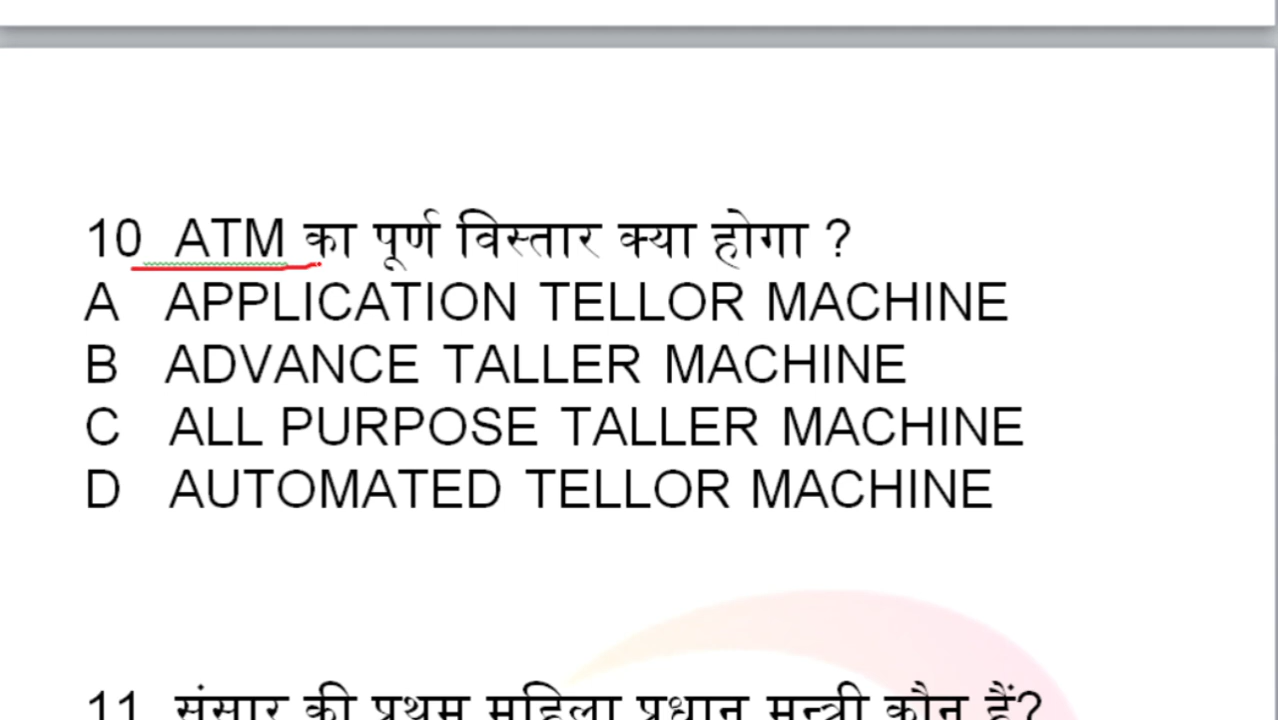 10 ATM का पूर्ण विस्तार क्या होगा ?
A APPLICATION TELLOR MACHINE
B ADVANCE TALLER MACHINE
C ALL PURPOSE TALLER MACHINE
D AUTOMATED TELLOR MACHINE
11 संसार की प्रथम महिला प्रधान मन्त्री कौन हैं?